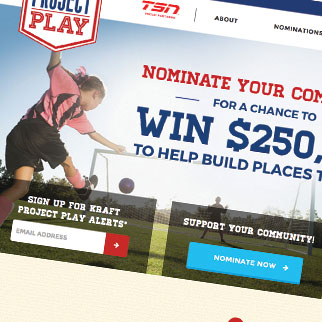 PROJECT
PLAY
TSN
ABOUT
NOMINATIONS
NOMINATE YOUR COM
FOR A CHANCE TO
WIN $250,
TO HELP BUILD PLACES T
SIGN UP FOR KRAFT
PROJECT PLAY ALERTS*
EMAIL ADDRESS
SUPPORT YOUR COMMUNITY!
NOMINATE NOW